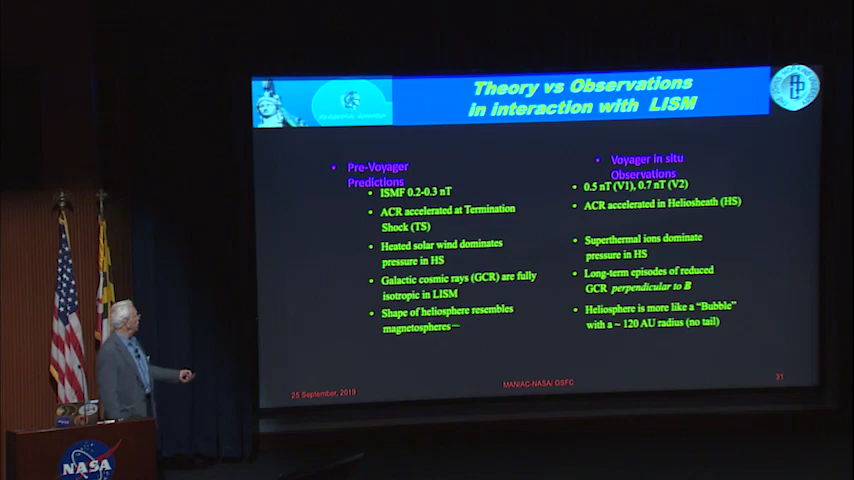 Theory vs Observations
in interaction with LISM
• Pre-Voyager
Predictions
• ISMF 0.2-0.3 nT
• ACR accelerated at Termination
Shock (TS)
• Heated solar wind dominates
pressure in HS
• Galactic cosmic rays (GCR) are fully
isotropic in LISM
• Shape of heliosphere resembles
magnetospheres
• Voyager in situ
Observations
• 0.5 nT (V1), 0.7 nT (V2)
• ACR accelerated in Heliosheath (HS)
• Superthermal ions dominate
pressure in HS
• Long-term episodes of reduced
GCR perpendicular to B
• Heliosphere is more like a “Bubble”
with a ~ 120 AU radius (no tail)
25 September, 2019
MANIAC-NASA/ GSFC
31
NASA